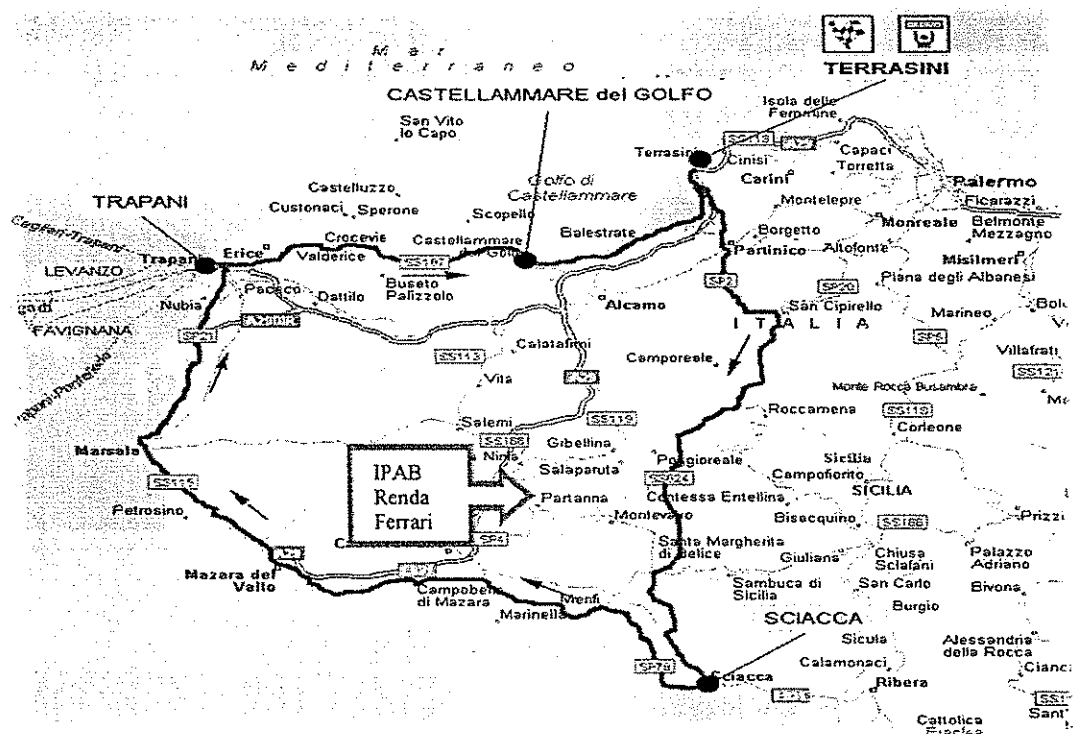 Mar
Mediterraneo
TERRASINI
CASTELLAMMARE del GOLFO
Isola delle
Femmine
San Vito
lo Capo
SS113
Terrasini
Cinisi
Capaci
Torretta
Carini
Palermo
Golfo di
Castellammare
Castelluzzo
TRAPANI
Custonaci
Sperone
Scopello
Montelepre
Ficarazzi
Monreale
Belmonte
Mezzagno
Cagliari-Trapani
Crocevie
Castellammare
Balestrate
Borgetto
Altofonte
Partinico
Misilmeri
Trapani
Erice
Valderice
SS187
LEVANZO
Buseto
Palizzolo
SP2
SP20
Piana degli Albanesi
Nubia
Paceco
Dattilo
Alcamo
San Cipirello
Marineo
FAVIGNANA
SP21
ITALIA
SP5
Calatafimi
SS113
Camporeale
Villafrati
SS121
Vita
Monte Rocca Busambra
SS119
Roccamena
SS118
Corleone
Salemi
SS188
Gibellina
Marsala
IPAB
Renda
Ferrari
Ninfa
Salaparuta
Poggioreale
SS624
Sicilia
Campofiorito
SICILIA
SS115
Partanna
Contessa Entellina
Petrosino
Montevago
Bisacquino
SS188
Prizzi
Santa Margherita
di Belice
Giuliana
Chiusa
Sclafani
Palazzo
Adriano
Mazara del
Vallo
Campobello
di Mazara
Menfi
Sambuca di
Sicilia
San Carlo
Bivona
Marinella
Burgio
SCIACCA
Sicula
Alessandria
della Rocca
SP79
Sciacca
Calamonaci
Ribera
Cattolica
Eraclea